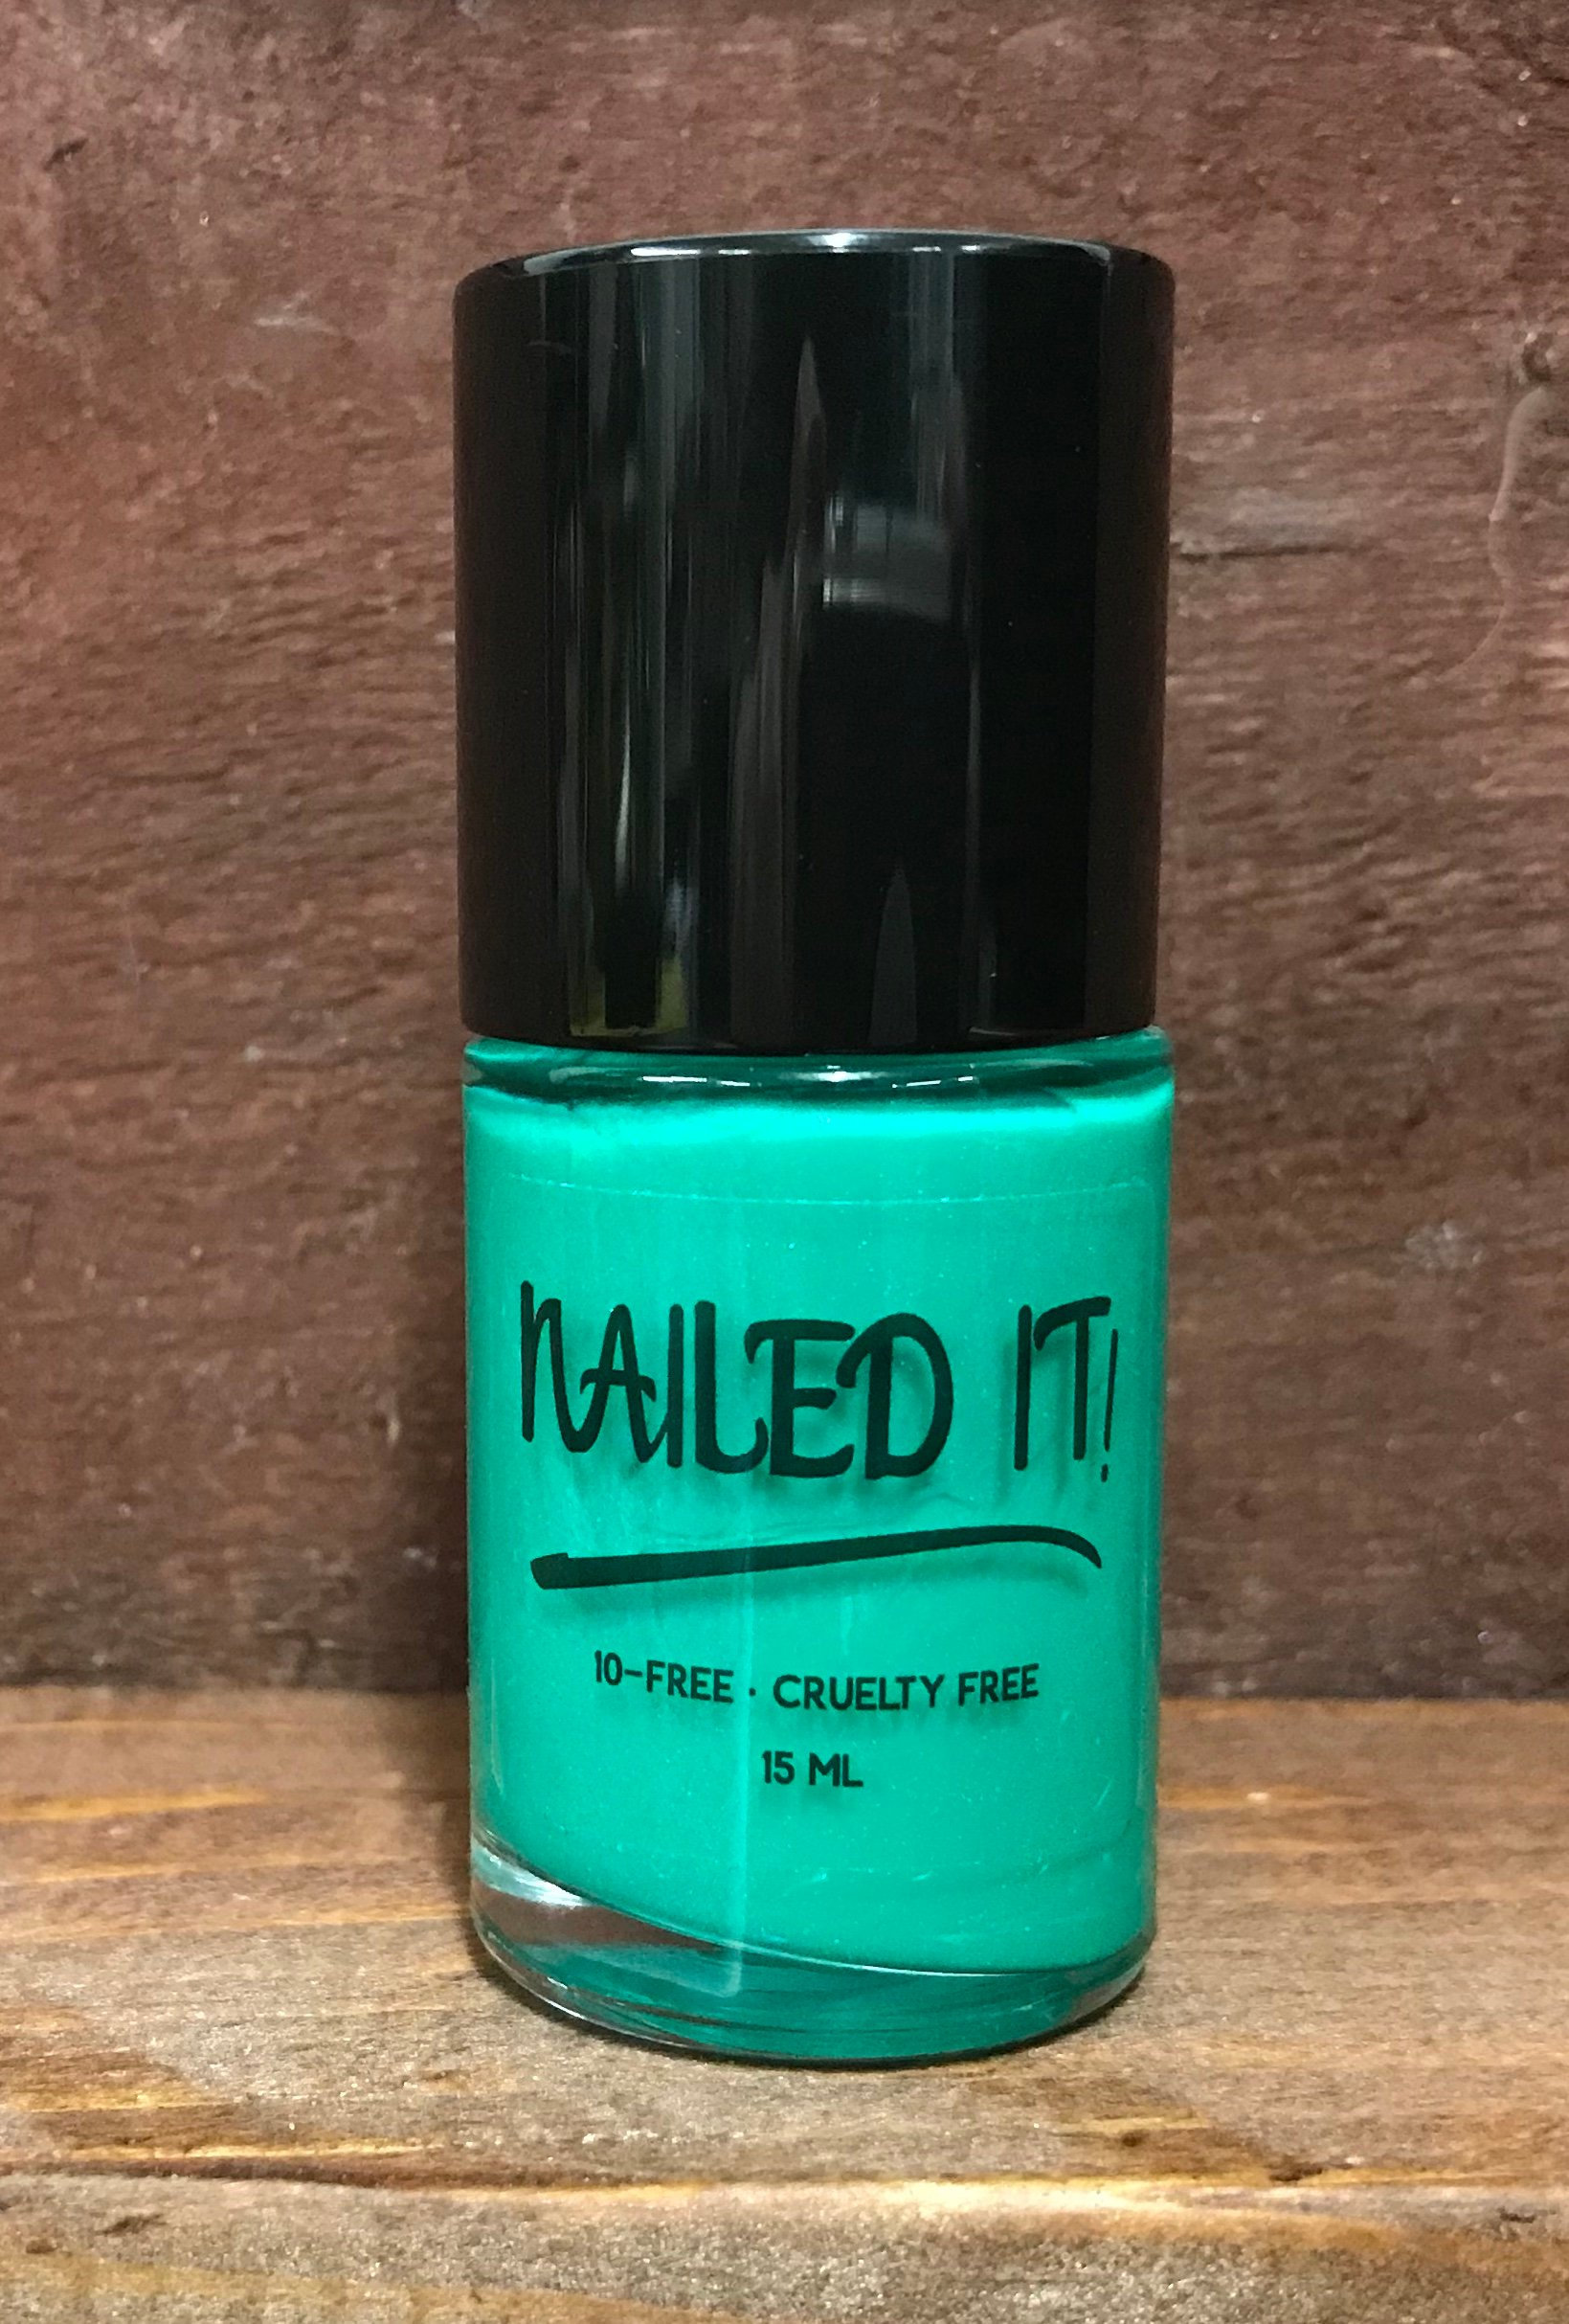 NAILED IT!
10-FREE · CRUELTY FREE
15 ML